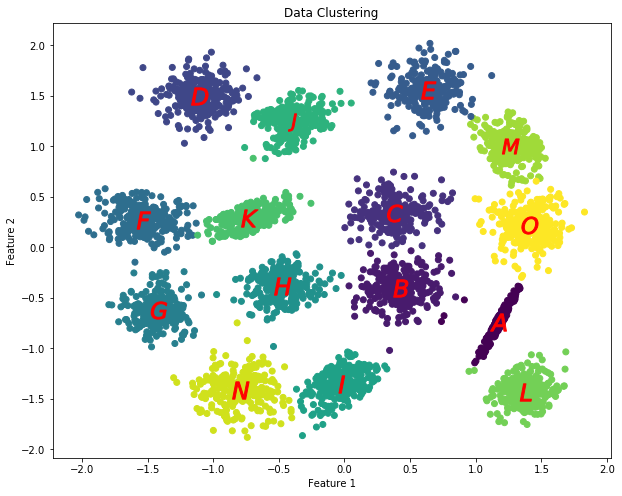 Data Clustering
2.0
1.5
1.0
0.5
0.0
−0.5
−1.0
−1.5
−2.0
Feature 2
D
E
J
M
F
K
C
O
H
B
G
A
N
I
L
−2.0 −1.5 −1.0 −0.5 0.0 0.5 1.0 1.5 2.0
Feature 1